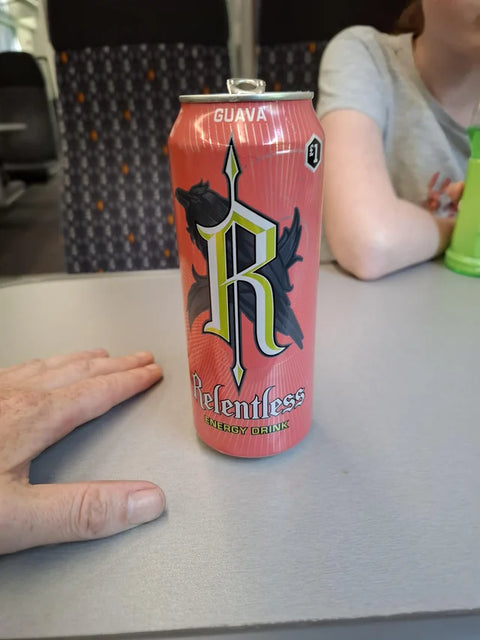 GUAVA
£1
R
Relentless
ENERGY DRINK